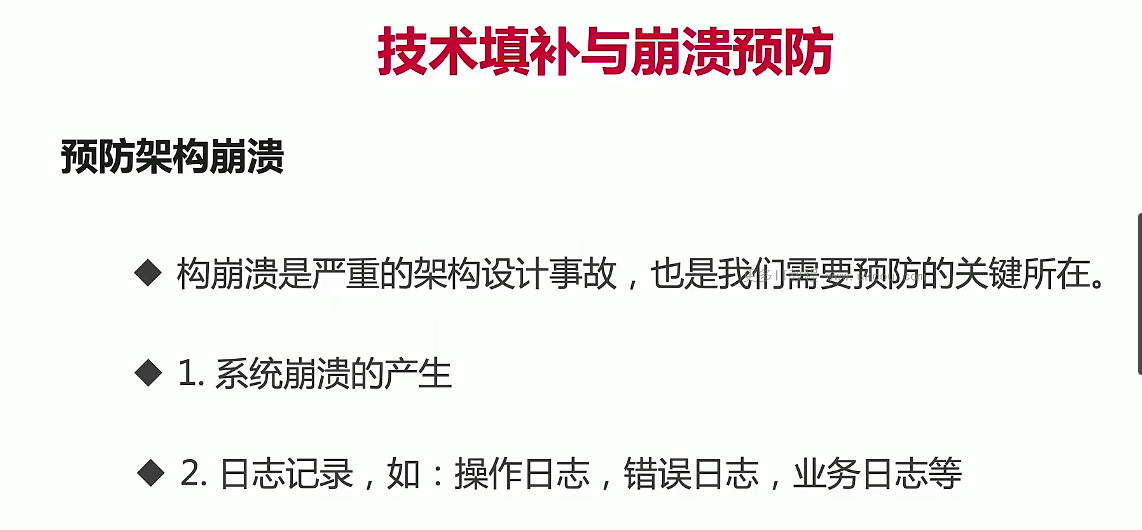 技术填补与崩溃预防
预防架构崩溃
◆ 构崩溃是严重的架构设计事故，也是我们需要预防的关键所在。
◆ 1. 系统崩溃的产生
◆ 2. 日志记录，如：操作日志，错误日志，业务日志等